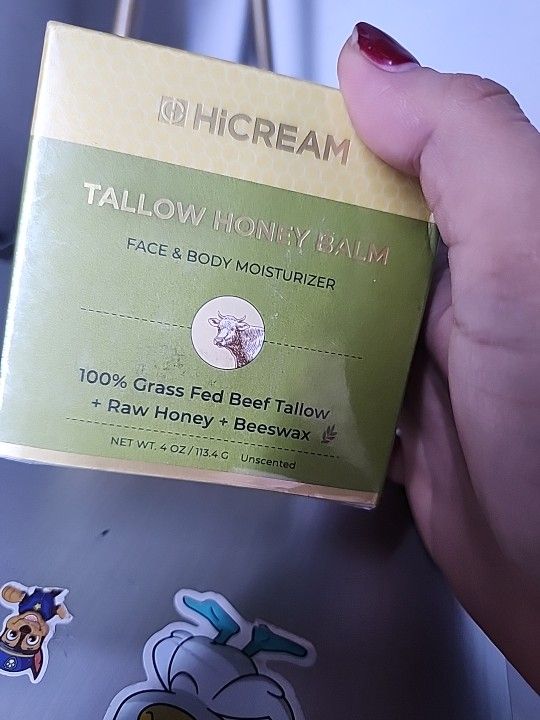 HiCREAM
TALLOW HONEY BALM
FACE & BODY MOISTURIZER
100% Grass Fed Beef Tallow
+ Raw Honey + Beeswax
NET WT. 4 OZ / 113.4 G Unscented